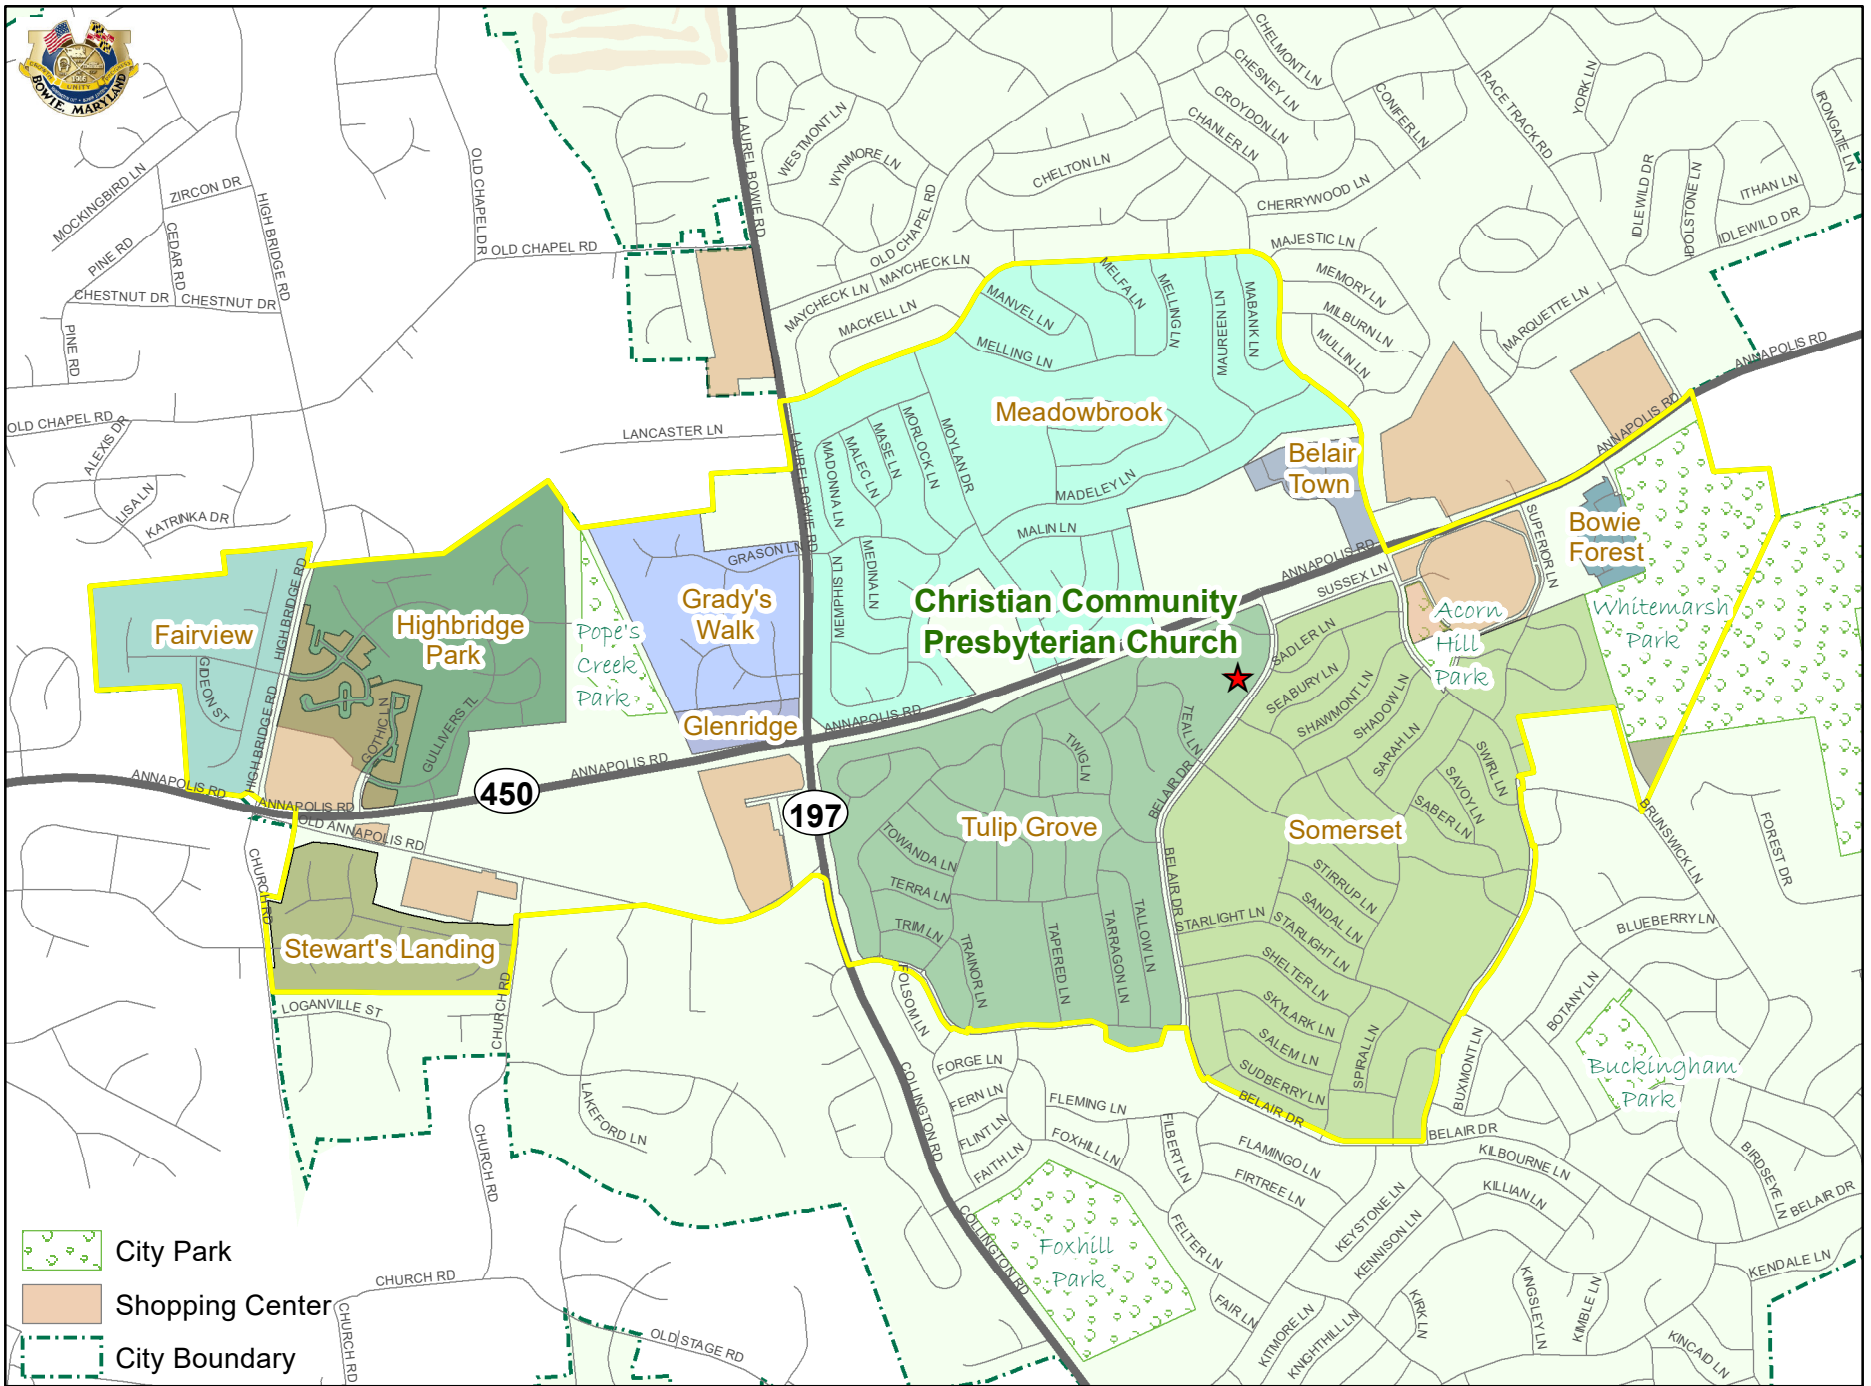 BOWIE, MARYLAND
UNITY
1916
LAUREL BOWIE RD
CHELMONT LN
CHESNEY LN
CROYDON LN
CHANLER LN
CONIFER LN
RACE TRACK RD
YORK LN
IRONGATE LN
WESTMONT LN
WYNMORE LN
CHELTON LN
CHERRYWOOD LN
IDLEWILD DR
IDOLSTONE LN
ITHAN LN
IDLEWILD DR
MOCKINGBIRD LN
ZIRCON DR
HIGH BRIDGE RD
OLD CHAPEL DR
OLD CHAPEL RD
OLD CHAPEL RD
PINE RD
CEDAR RD
CHESTNUT DR
CHESTNUT DR
PINE RD
MAYCHECK LN
MAYCHECK LN
MACKELL LN
MANVEL LN
MELFA LN
MELLING LN
MELLING LN
MAUREEN LN
MABANK LN
MAJESTIC LN
MEMORY LN
MILBURN LN
MULLIN LN
MARQUETTE LN
ANNAPOLIS RD
OLD CHAPEL RD
ALEXIS DR
LISA LN
KATRINKA DR
LANCASTER LN
LAUREL BOWIE RD
MADONNA LN
MALEC LN
MASE LN
MORLOCK LN
MOYLAN DR
Meadowbrook
MADELEY LN
MALIN LN
Belair
Town
ANNAPOLIS RD
SUPERIOR LN
Bowie
Forest
GRASON LN
MEMPHIS LN
MEDINA LN
ANNAPOLIS RD
SUSSEX LN
Christian Community
Presbyterian Church
Fairview
GIDEON ST
HIGH BRIDGE RD
HIGH BRIDGE RD
Highbridge
Park
GOTHIC LN
GULLIVERS TL
Pope's
Creek
Park
Grady's
Walk
Glenridge
Acorn
Hill
Park
Whitemarsh
Park
SADLER LN
SEABURY LN
SHAWMONT LN
SHADOW LN
SARAH LN
SWIRL LN
SAVOY LN
SABER LN
TEAL LN
TWIG LN
BELAIR DR
ANNAPOLIS RD
ANNAPOLIS RD
ANNAPOLIS RD
ANNAPOLIS RD
OLD ANNAPOLIS RD
450
197
Tulip Grove
Somerset
TOWANDA LN
TERRA LN
TRIM LN
TRAINOR LN
TAPERED LN
TARRAGON LN
TALLOW LN
BELAIR DR
STARLIGHT LN
STARLIGHT LN
STIRRUP LN
SANDAL LN
SHELTER LN
SKYLARK LN
SALEM LN
SUDBERRY LN
SPIRAL LN
BELAIR DR
BRUNSWICK LN
FOREST DR
BLUEBERRY LN
BOTANY LN
BUXMONT LN
Buckingham
Park
CHURCH RD
Stewart's Landing
LOGANVILLE ST
CHURCH RD
CHURCH RD
LAKEFORD LN
FOLSOM LN
COLLINGTON RD
FORGE LN
FERN LN
FLINT LN
FAITH LN
FLEMING LN
FOXHILL LN
FILBERT LN
FLAMINGO LN
FIRTREE LN
FELTER LN
FAIR LN
Foxhill
Park
COLLINGTON RD
BELAIR DR
KILBOURNE LN
KILLIAN LN
KEYSTONE LN
KENNISON LN
KITMORE LN
KNIGHTHILL LN
KIRK LN
KINGSLEY LN
KIMBLE LN
KINCAID LN
KENDALE LN
BIRDSEYE LN
BELAIR DR
CHURCH RD
CHURCH RD
OLD STAGE RD
City Park
Shopping Center
City Boundary